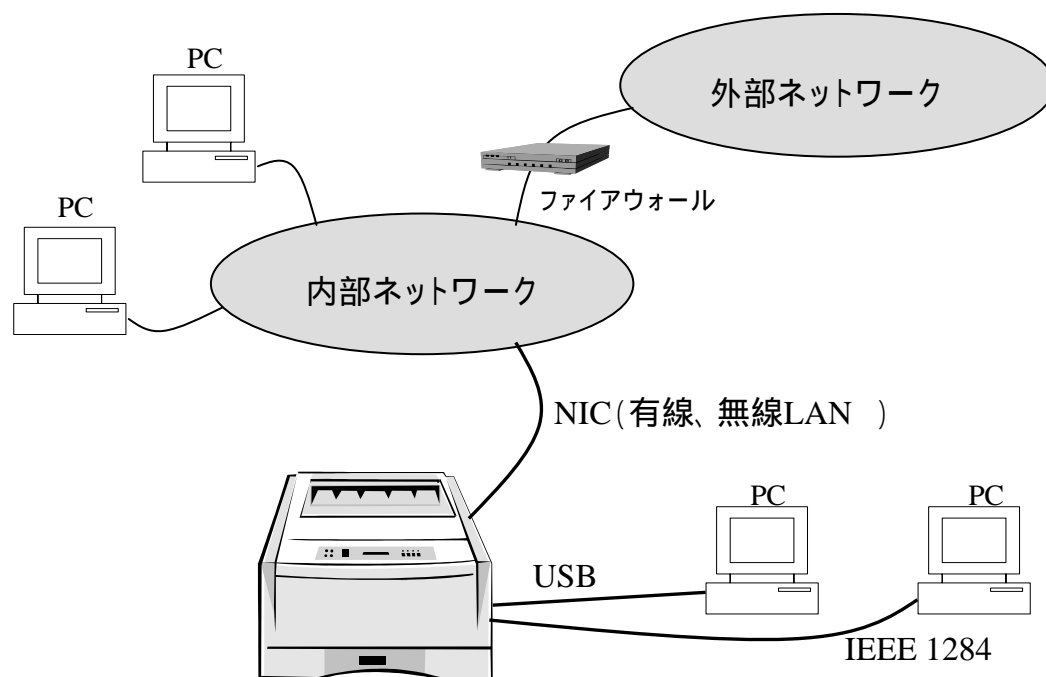 PC
外部ネットワーク
ファイアウォール
PC
内部ネットワーク
NIC(有線、無線LAN )
PC
PC
USB
IEEE 1284